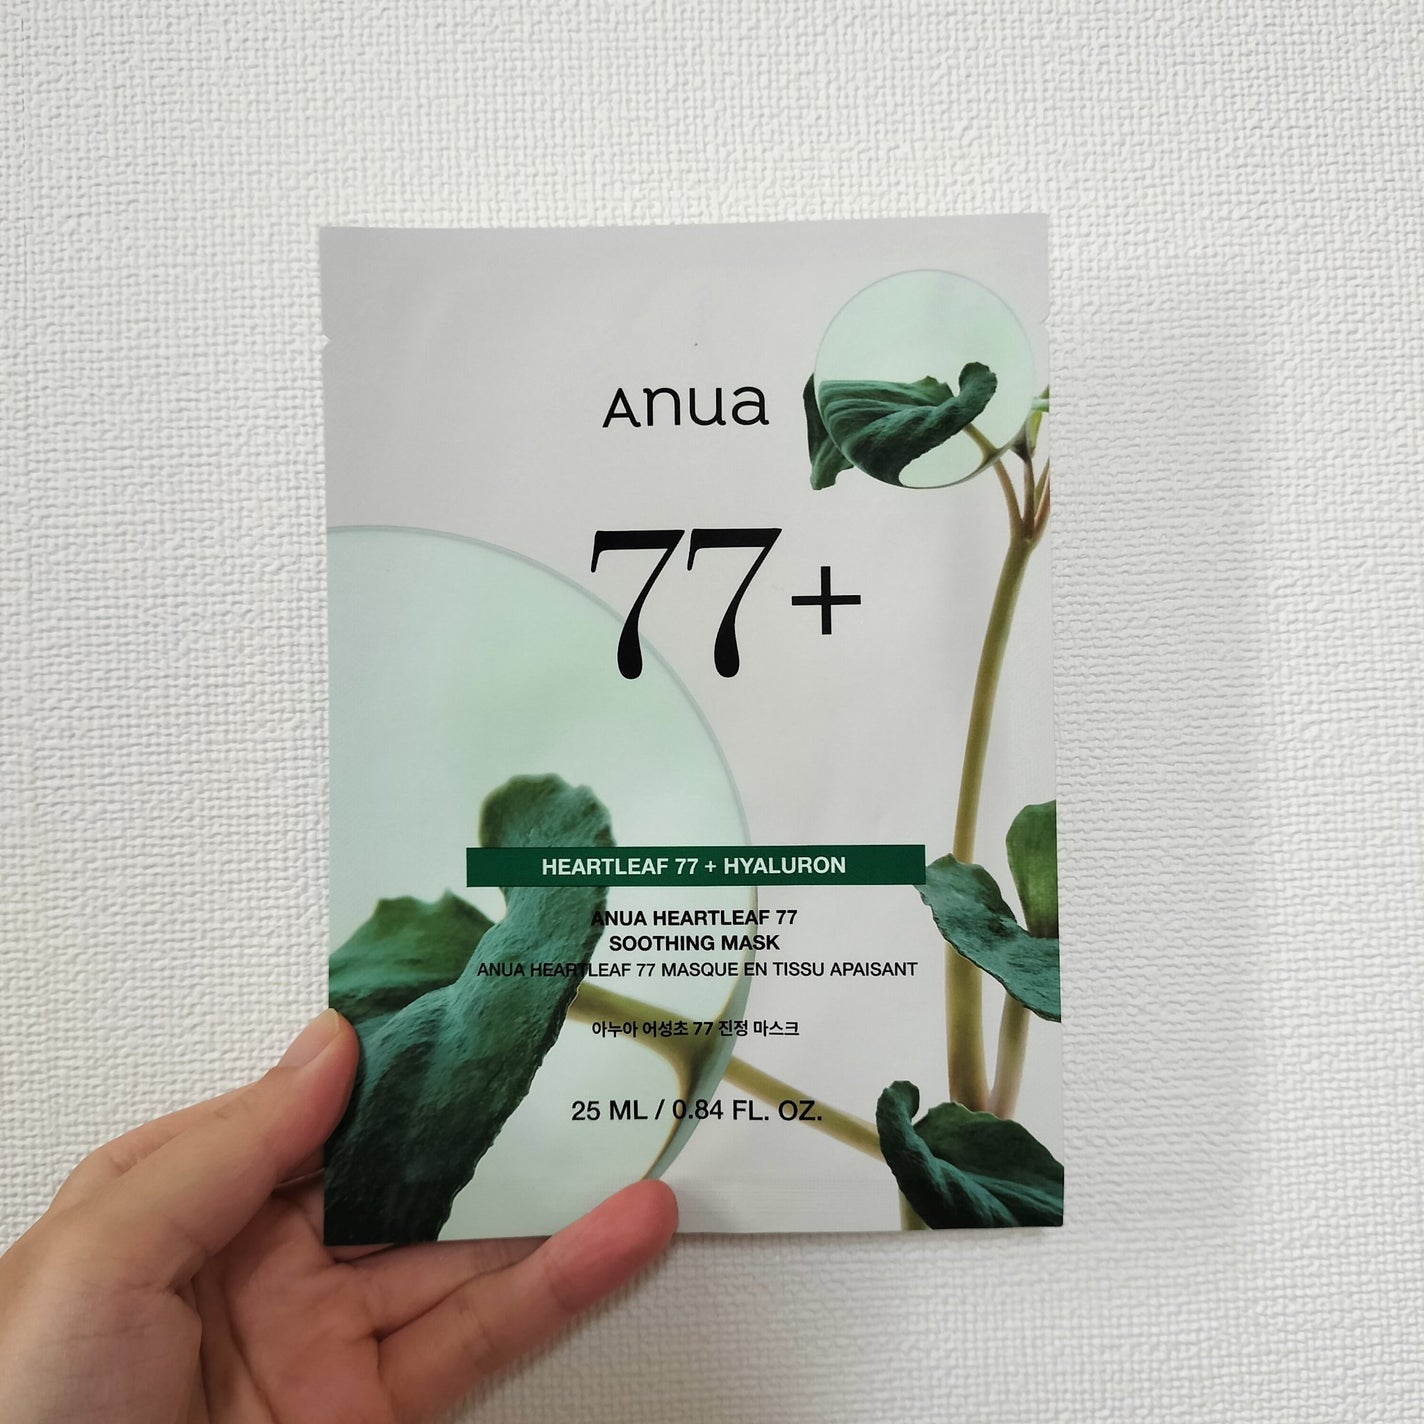 Anua
77+
HEARTLEAF 77 + HYALURON
ANUA HEARTLEAF 77
SOOTHING MASK
ANUA HEARTLEAF 77 MASQUE EN TISSU APAISANT
아누아 어성초 77 진정 마스크
25 ML / 0.84 FL. OZ.